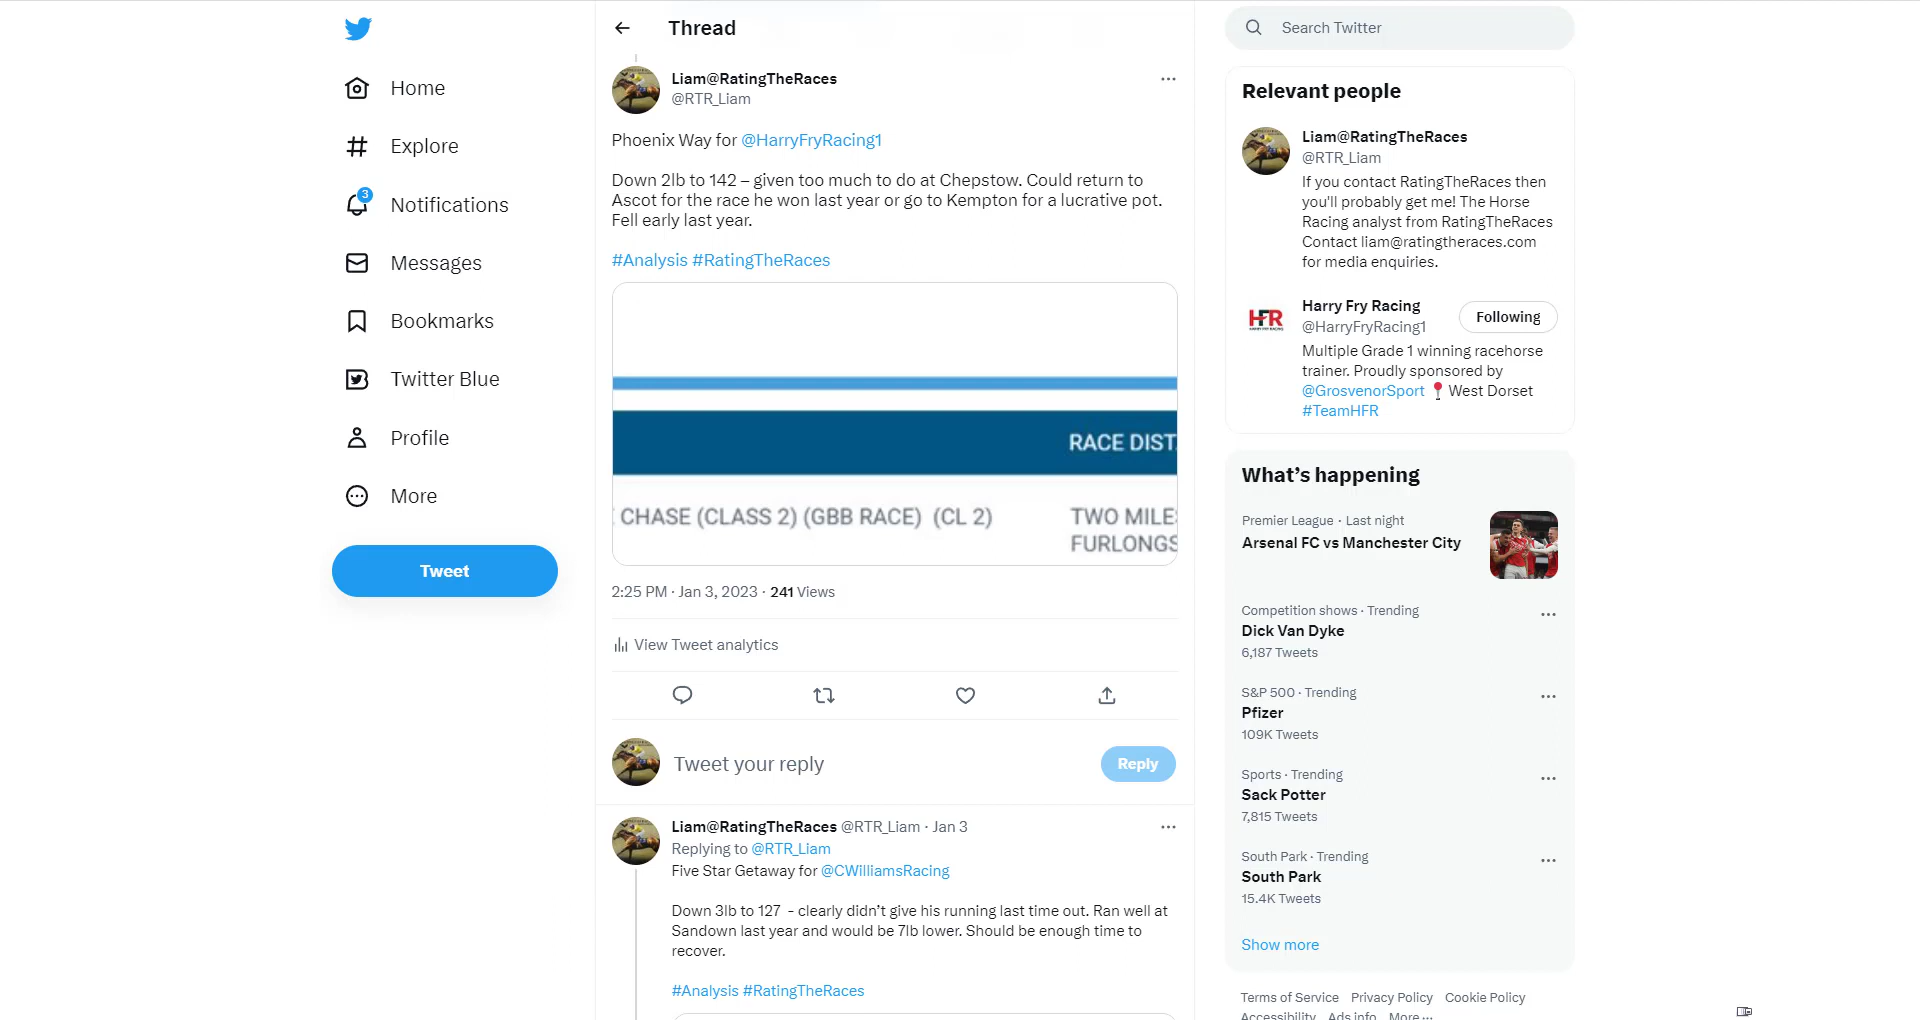 Home
Explore
3
Notifications
Messages
Bookmarks
Twitter Blue
Profile
More
Tweet
Thread
Liam@RatingTheRaces
@RTR_Liam
Phoenix Way for @HarryFryRacing1
Down 2lb to 142 – given too much to do at Chepstow. Could return to
Ascot for the race he won last year or go to Kempton for a lucrative pot.
Fell early last year.
#Analysis #RatingTheRaces
RACE DIST
CHASE (CLASS 2) (GBB RACE) (CL 2)
TWO MILES
FURLONGS
2:25 PM · Jan 3, 2023 · 241 Views
View Tweet analytics
Tweet your reply
Reply
Liam@RatingTheRaces @RTR_Liam · Jan 3
Replying to @RTR_Liam
Five Star Getaway for @CWilliamsRacing
Down 3lb to 127 - clearly didn’t give his running last time out. Ran well at
Sandown last year and would be 7lb lower. Should be enough time to
recover.
#Analysis #RatingTheRaces
Search Twitter
Relevant people
Liam@RatingTheRaces
@RTR_Liam
If you contact RatingTheRaces then
you'll probably get me! The Horse
Racing analyst from RatingTheRaces
Contact liam@ratingtheraces.com
for media enquiries.
HFR
Harry Fry Racing
@HarryFryRacing1
Following
Multiple Grade 1 winning racehorse
trainer. Proudly sponsored by
@GrosvenorSport 📍 West Dorset
#TeamHFR
What’s happening
Premier League · Last night
Arsenal FC vs Manchester City
Competition shows · Trending
Dick Van Dyke
6,187 Tweets
S&P 500 · Trending
Pfizer
109K Tweets
Sports · Trending
Sack Potter
7,815 Tweets
South Park · Trending
South Park
15.4K Tweets
Show more
Terms of Service Privacy Policy Cookie Policy
Accessibility Ads info More ···